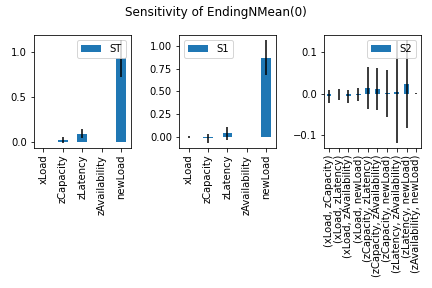 Sensitivity of EndingNMean(0)
ST
1.0
0.5
0.0
xLoad
zCapacity
zLatency
zAvailability
newLoad
S1
1.00
0.75
0.50
0.25
0.00
xLoad
zCapacity
zLatency
zAvailability
newLoad
S2
0.1
0.0
−0.1
(xLoad, zCapacity)
(xLoad, zLatency)
(xLoad, zAvailability)
(xLoad, newLoad)
(zCapacity, zLatency)
(zCapacity, zAvailability)
(zCapacity, newLoad)
(zLatency, zAvailability)
(zLatency, newLoad)
(zAvailability, newLoad)